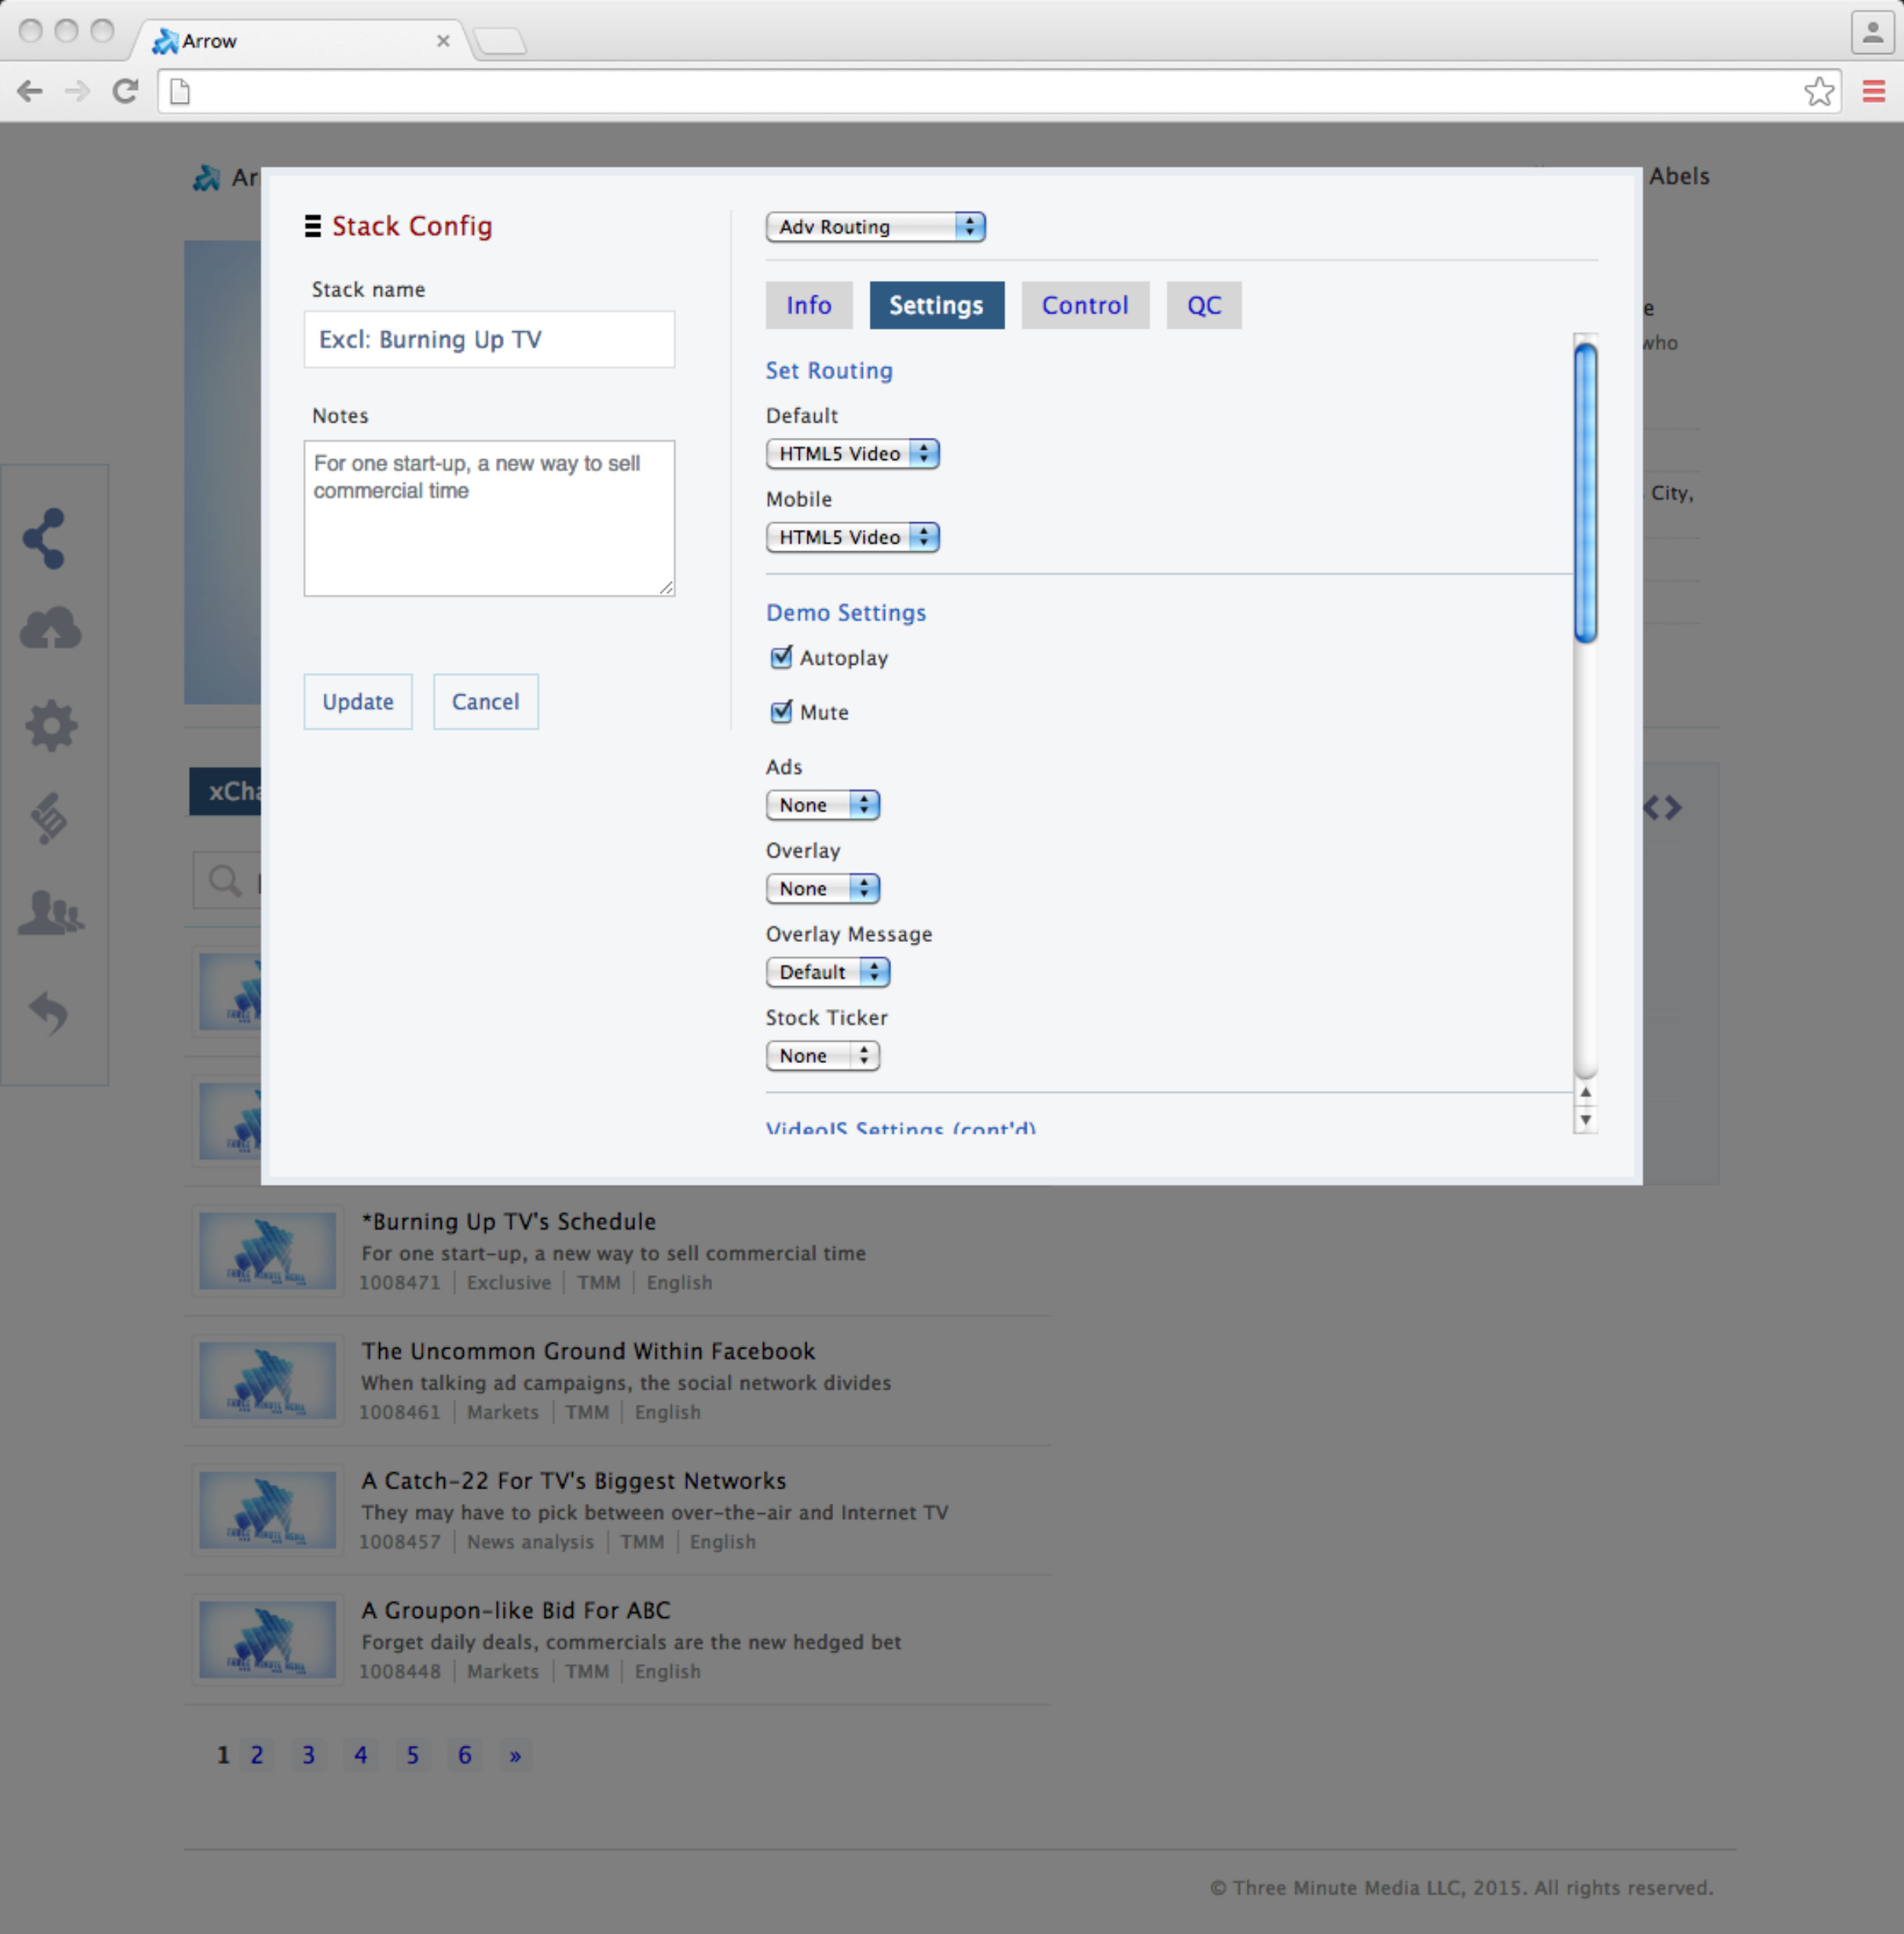 Arrow
Ar
Abels
Stack Config
Stack name
Excl: Burning Up TV
Notes
For one start-up, a new way to sell
commercial time
Update
Cancel
Adv Routing
Info
Settings
Control
QC
Set Routing
Default
HTML5 Video
Mobile
HTML5 Video
Demo Settings
Autoplay
Mute
Ads
None
Overlay
None
Overlay Message
Default
Stock Ticker
None
VideoJS Settings (cont'd)
e
who
City,
xCha
*Burning Up TV's Schedule
For one start-up, a new way to sell commercial time
1008471 | Exclusive | TMM | English
The Uncommon Ground Within Facebook
When talking ad campaigns, the social network divides
1008461 | Markets | TMM | English
A Catch-22 For TV's Biggest Networks
They may have to pick between over-the-air and Internet TV
1008457 | News analysis | TMM | English
A Groupon-like Bid For ABC
Forget daily deals, commercials are the new hedged bet
1008448 | Markets | TMM | English
1 2 3 4 5 6 »
© Three Minute Media LLC, 2015. All rights reserved.